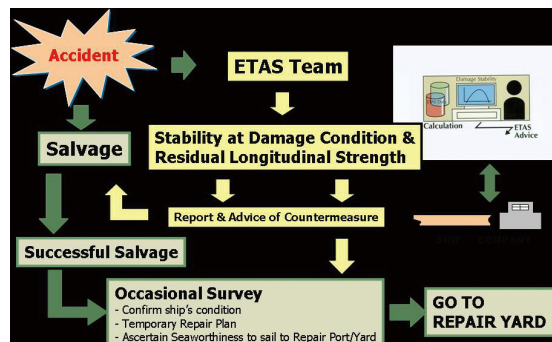 Accident
ETAS Team
Damage Stability
Calculation
ETAS
Advice
Salvage
Stability at Damage Condition &
Residual Longitudinal Strength
Report & Advice of Countermeasure
Successful Salvage
Occasional Survey
- Confirm ship's condition
- Temporary Repair Plan
- Ascertain Seaworthiness to sail to Repair Port/Yard
GO TO
REPAIR YARD